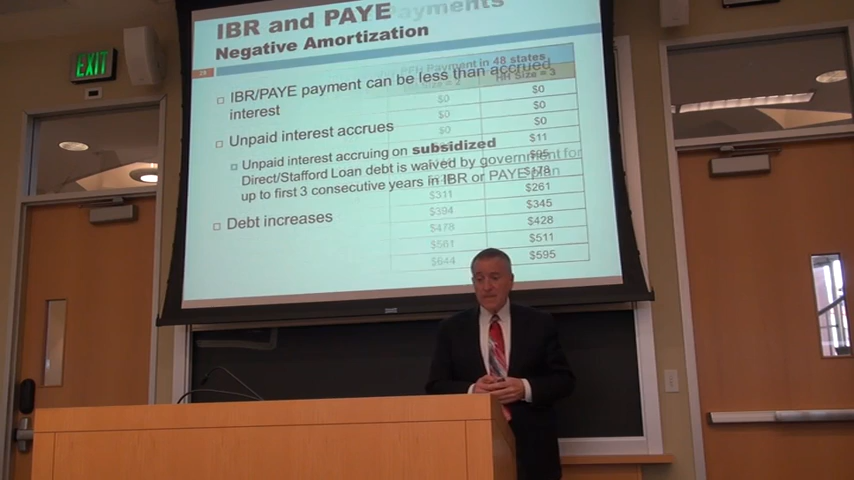 EXIT
IBR and PAYE Payments
Negative Amortization
IBR/PAYE payment can be less than accrued
interest
Unpaid interest accrues
Unpaid interest accruing on subsidized
Direct/Stafford Loan debt is waived by government for
up to first 3 consecutive years in IBR or PAYE plan
Debt increases
Payment in 48 states
HH Size = 2 HH Size = 3
$0 $0
$0 $0
$0 $0
$11
$95
$178
$311 $261
$394 $345
$478 $428
$561 $511
$644 $595